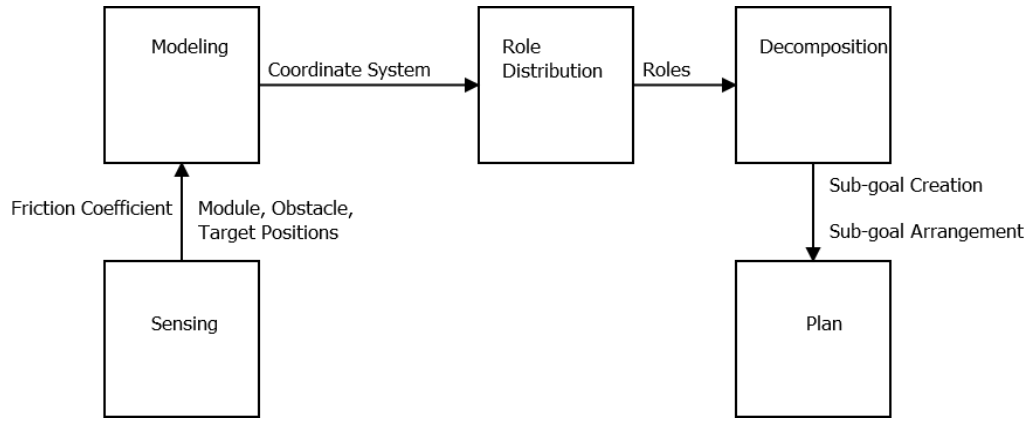 Modeling
Coordinate System
Role
Distribution
Roles
Decomposition
Friction Coefficient
Module, Obstacle,
Target Positions
Sub-goal Creation
Sub-goal Arrangement
Sensing
Plan